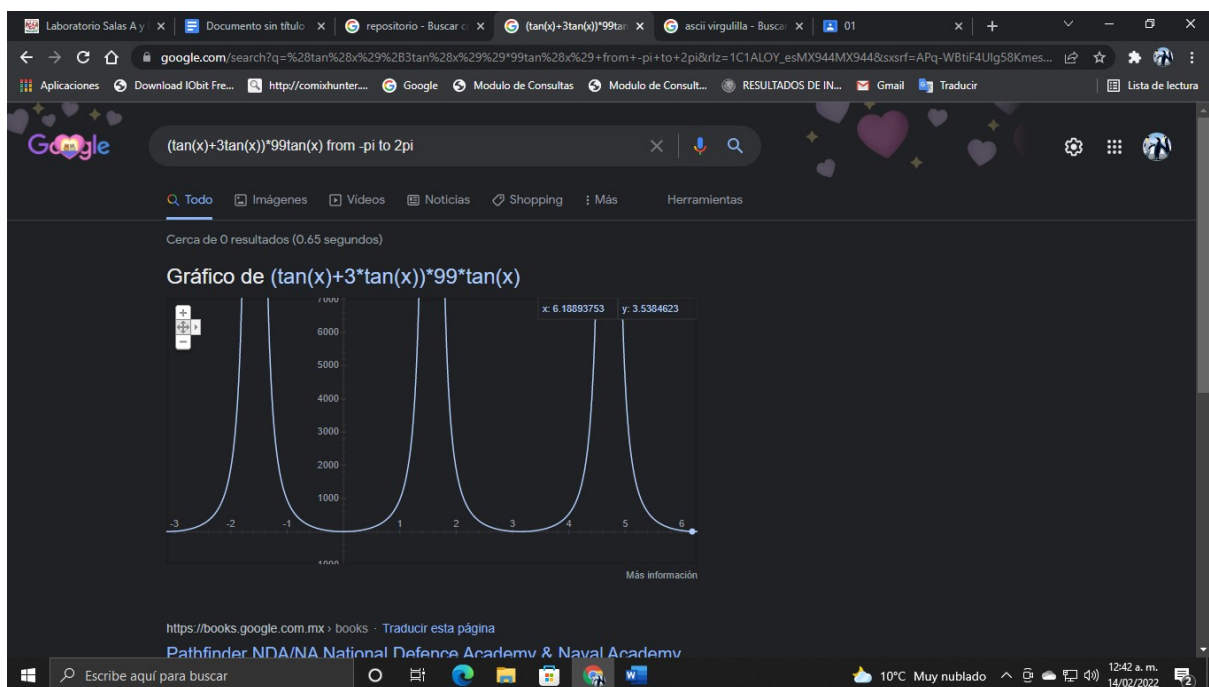 Laboratorio Salas A y Documento sin título repositorio - Buscar c (tan(x)+3tan(x))*99tan ascii virgulilla - Buscar 01
google.com/search?q=%28tan%28x%29%2B3tan%28x%29%29*99tan%28x%29+from+-pi+to+2pi&rlz=1C1ALOY_esMX944MX944&sxsrf=APq-WBtiF4UIg58Kmes...
Aplicaciones Download IObit Fre... http://comixhunter.... Google Modulo de Consultas Modulo de Consult... RESULTADOS DE IN... Gmail Traducir Lista de lectura
Google (tan(x)+3tan(x))*99tan(x) from -pi to 2pi
Todo Imágenes Videos Noticias Shopping Más Herramientas
Cerca de 0 resultados (0.65 segundos)
Gráfico de (tan(x)+3*tan(x))*99*tan(x)
7000
x: 6.18893753 y: 3.5384623
6000
5000
4000
3000
2000
1000
-3 -2 -1 1 2 3 4 5 6
1000
Más información
https://books.google.com.mx › books · Traducir esta página
Pathfinder NDA/NA National Defence Academy & Naval Academy
Escribe aquí para buscar 10°C Muy nublado 12:42 a. m.
14/02/2022 2